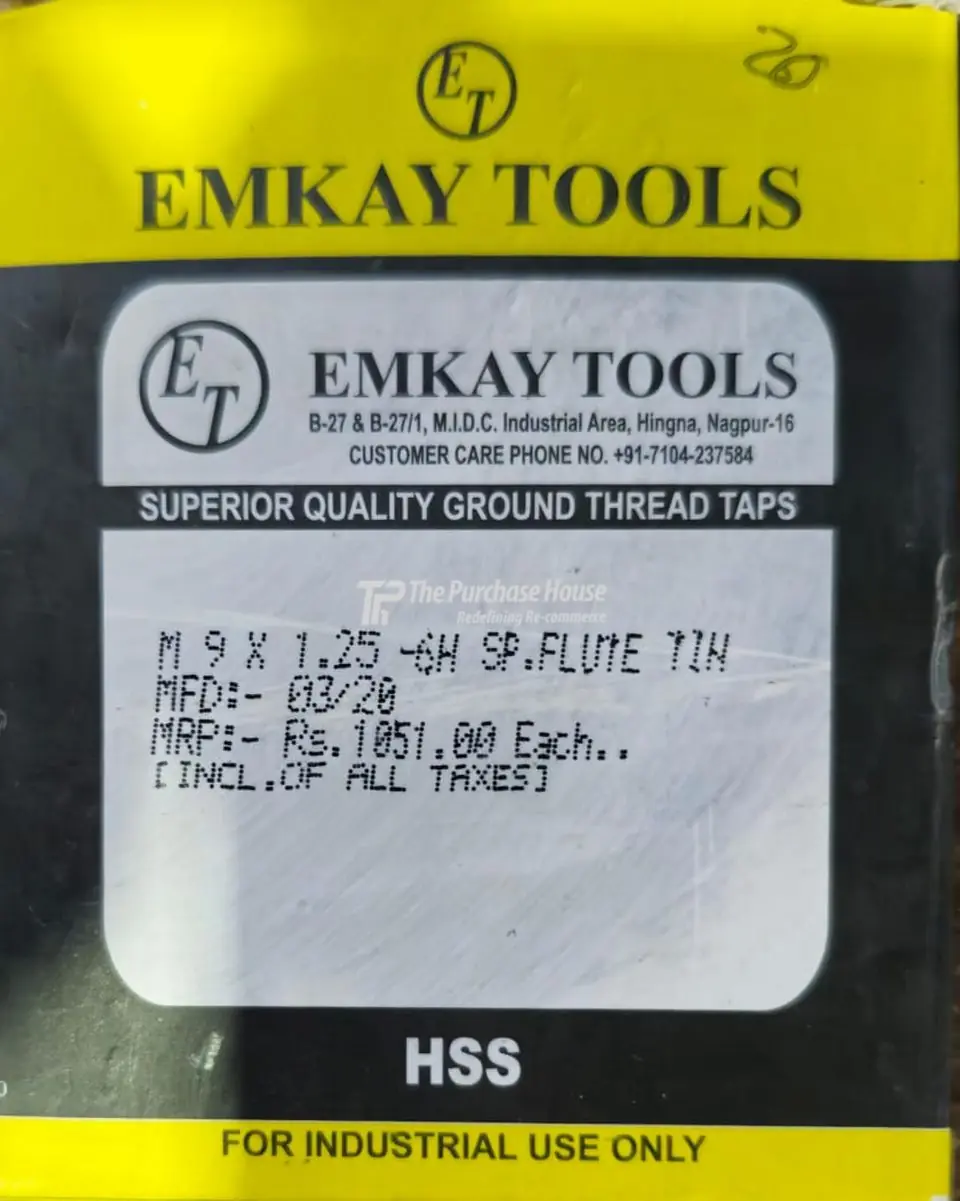 ET
20
EMKAY TOOLS
ET
EMKAY TOOLS
B-27 & B-27/1, M.I.D.C. Industrial Area, Hingna, Nagpur-16
CUSTOMER CARE PHONE NO. +91-7104-237584
SUPERIOR QUALITY GROUND THREAD TAPS
TPH The Purchase House
Redefining Re-commerce
M 9 X 1.25 -6H SP.FLUTE TIN
MFD:- 03/20
MRP:- Rs.1051.00 Each..
[INCL.OF ALL TAXES]
HSS
FOR INDUSTRIAL USE ONLY